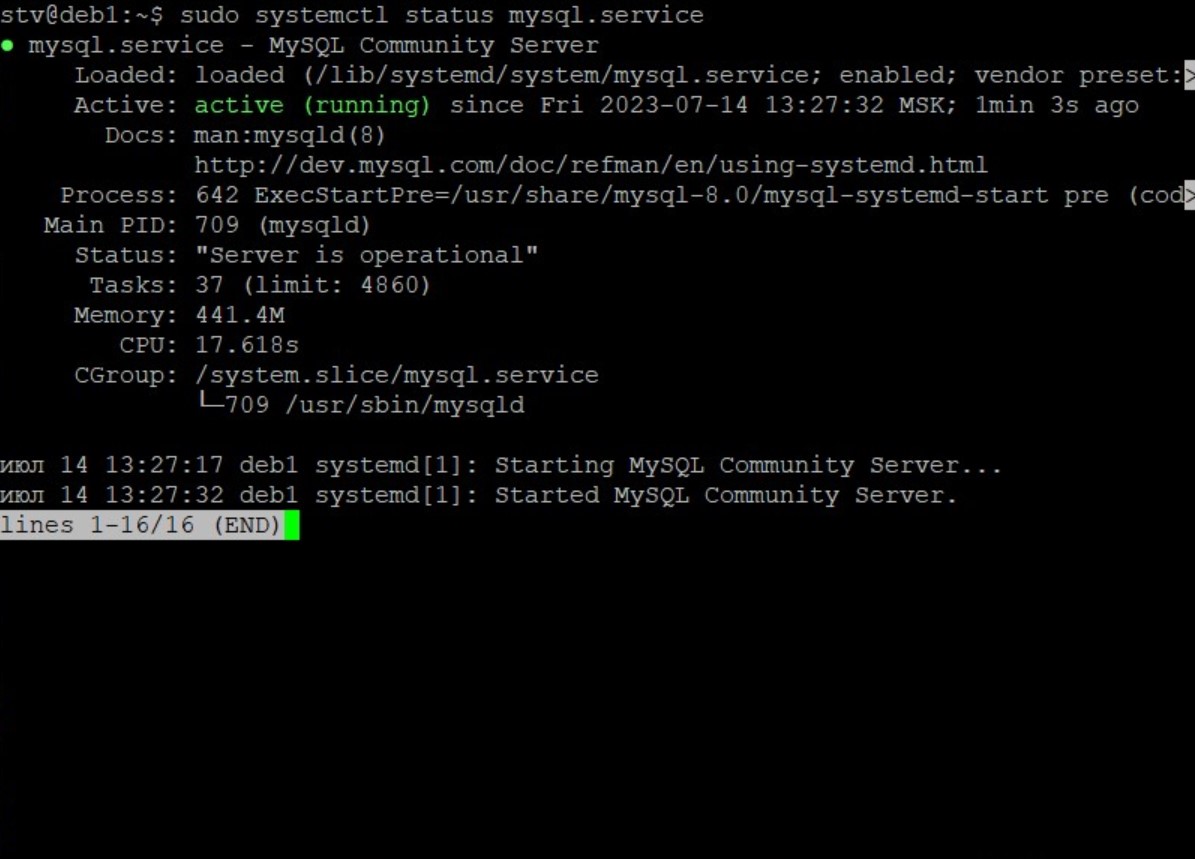 stv@deb1:~$ sudo systemctl status mysql.service
● mysql.service - MySQL Community Server
Loaded: loaded (/lib/systemd/system/mysql.service; enabled; vendor preset:>
Active: active (running) since Fri 2023-07-14 13:27:32 MSK; 1min 3s ago
Docs: man:mysqld(8)
http://dev.mysql.com/doc/refman/en/using-systemd.html
Process: 642 ExecStartPre=/usr/share/mysql-8.0/mysql-systemd-start pre (cod>
Main PID: 709 (mysqld)
Status: "Server is operational"
Tasks: 37 (limit: 4860)
Memory: 441.4M
CPU: 17.618s
CGroup: /system.slice/mysql.service
└─709 /usr/sbin/mysqld
июл 14 13:27:17 deb1 systemd[1]: Starting MySQL Community Server...
июл 14 13:27:32 deb1 systemd[1]: Started MySQL Community Server.
lines 1-16/16 (END)